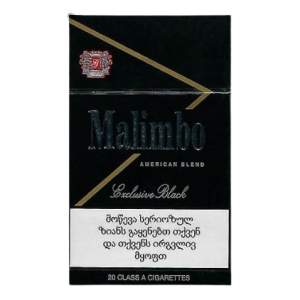 Malimbo
AMERICAN BLEND
Exclusive Black
მოწევა სერიოზულ
ზიანს გაყენებთ თქვენ
და თქვენს ირგვლივ
მყოფთ
20 CLASS A CIGARETTES